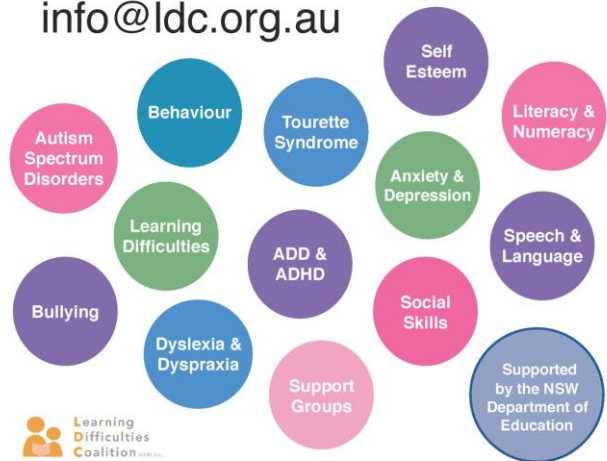 info@ldc.org.au
Self
Esteem
Behaviour
Tourette
Syndrome
Literacy &
Numeracy
Autism
Spectrum
Disorders
Anxiety &
Depression
Learning
Difficulties
ADD &
ADHD
Speech &
Language
Bullying
Social
Skills
Dyslexia &
Dyspraxia
Support
Groups
Supported
by the NSW
Department of
Education
Learning
Difficulties
Coalition NSW Inc.